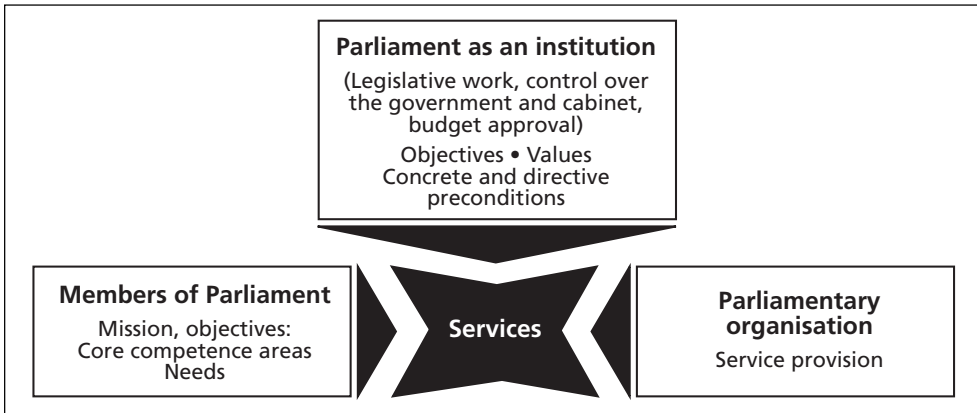 Parliament as an institution
(Legislative work, control over
the government and cabinet,
budget approval)
Objectives • Values
Concrete and directive
preconditions
Members of Parliament
Mission, objectives:
Core competence areas
Needs
Services
Parliamentary
organisation
Service provision